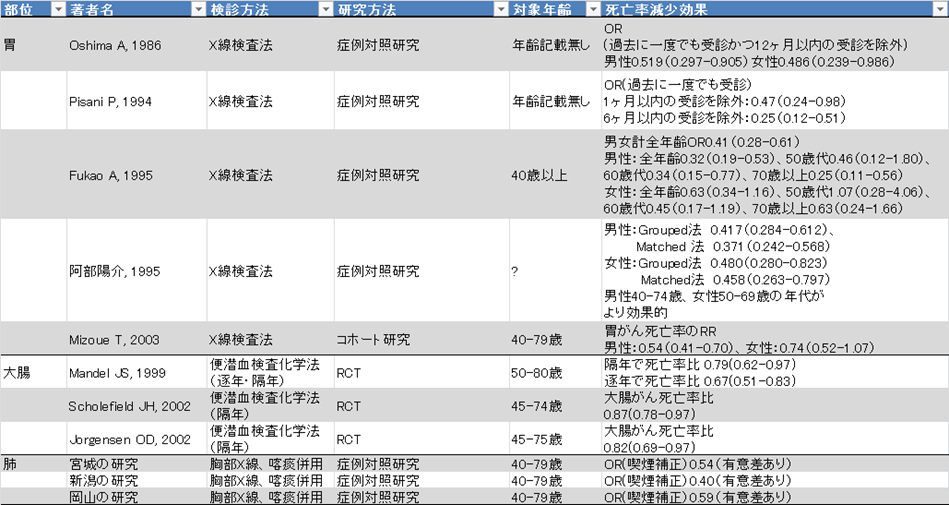 部位 著者名 検診方法 研究方法 対象年齢 死亡率減少効果
胃 Oshima A, 1986 X線検査法 症例対照研究 年齢記載無し OR
(過去に一度でも受診かつ12ヶ月以内の受診を除外)
男性0.519(0.297-0.905) 女性0.486(0.239-0.986)
Pisani P, 1994 X線検査法 症例対照研究 年齢記載無し OR(過去に一度でも受診)
1ヶ月以内の受診を除外:0.47(0.24-0.98)
6ヶ月以内の受診を除外:0.25(0.12-0.51)
Fukao A, 1995 X線検査法 症例対照研究 40歳以上 男女計全年齢OR0.41(0.28-0.61)
男性:全年齢0.32(0.19-0.53)、50歳代0.46(0.12-1.80)、
60歳代0.34(0.15-0.77)、70歳以上0.25(0.11-0.56)
女性:全年齢0.63(0.34-1.16)、50歳代1.07(0.28-4.06)、
60歳代0.45(0.17-1.19)、70歳以上0.63(0.24-1.66)
阿部陽介, 1995 X線検査法 症例対照研究 ? 男性:Grouped法 0.417(0.284-0.612)、
Matched 法 0.371(0.242-0.568)
女性:Grouped法 0.480(0.280-0.823)
Matched法 0.458(0.263-0.797)
男性40-74歳、女性50-69歳の年代が
より効果的
Mizoue T, 2003 X線検査法 コホート研究 40-79歳 胃がん死亡率のRR
男性:0.54(0.41-0.70)、女性:0.74(0.52-1.07)
大腸 Mandel JS, 1999 便潜血検査化学法
(逐年・隔年) RCT 50-80歳 隔年で死亡率比 0.79(0.62-0.97)
逐年で死亡率比 0.67(0.51-0.83)
Scholefield JH, 2002 便潜血検査化学法
(隔年) RCT 45-74歳 大腸がん死亡率比
0.87(0.78-0.97)
Jorgensen OD, 2002 便潜血検査化学法
(隔年) RCT 45-75歳 大腸がん死亡率比
0.82(0.69-0.97)
肺 宮城の研究 胸部X線、喀痰併用 症例対照研究 40-79歳 OR(喫煙補正)0.54(有意差あり)
新潟の研究 胸部X線、喀痰併用 症例対照研究 40-79歳 OR(喫煙補正)0.40(有意差あり)
岡山の研究 胸部X線、喀痰併用 症例対照研究 40-79歳 OR(喫煙補正)0.59(有意差あり)